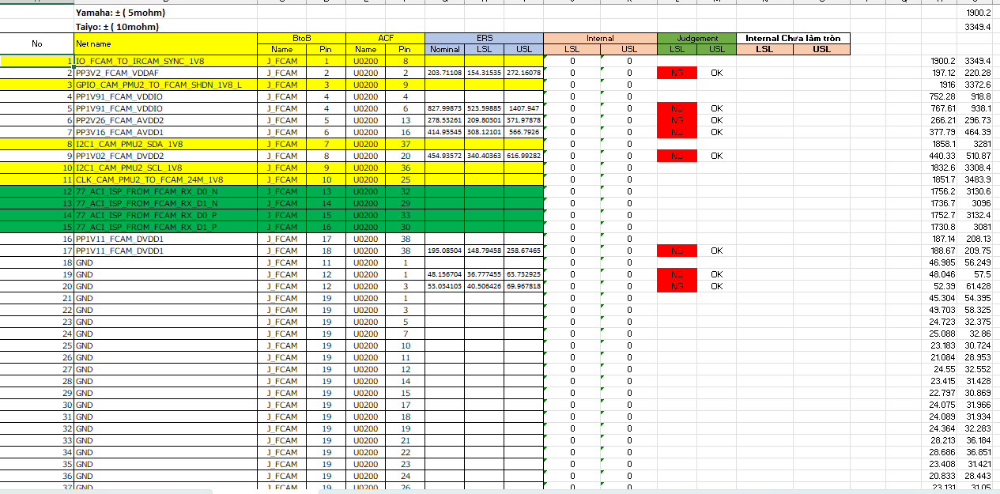 Yamaha: ± ( 5mohm) 1900.2
Taiyo: ± ( 10mohm) 3349.4
No Net name BtoB ACF ERS Internal Judgement Internal Chưa làm tròn
Name Pin Name Pin Nominal LSL USL LSL USL LSL USL LSL USL
1 IO_FCAM_TO_IRCAM_SYNC_1V8 J_FCAM 1 U0200 8 0 0 1900.2 3349.4
2 PP3V2_FCAM_VDDAF J_FCAM 2 U0200 2 203.71108 154.31535 272.16078 0 0 NG OK 197.12 220.28
3 GPIO_CAM_PMU2_TO_FCAM_SHDN_1V8_L J_FCAM 3 U0200 9 0 0 1916 3372.6
4 PP1V91_FCAM_VDDIO J_FCAM 4 U0200 4 0 0 752.28 918.8
5 PP1V91_FCAM_VDDIO J_FCAM 4 U0200 6 827.99873 523.59885 1407.947 0 0 NG OK 767.61 938.1
6 PP2V26_FCAM_AVDD2 J_FCAM 5 U0200 13 278.53261 209.80301 371.97878 0 0 NG OK 266.21 296.73
7 PP3V16_FCAM_AVDD1 J_FCAM 6 U0200 16 414.95545 308.12101 566.7926 0 0 NG OK 377.79 464.39
8 I2C1_CAM_PMU2_SDA_1V8 J_FCAM 7 U0200 37 0 0 1858.1 3281
9 PP1V02_FCAM_DVDD2 J_FCAM 8 U0200 20 454.93572 340.40363 616.99282 0 0 NG OK 440.33 510.87
10 I2C1_CAM_PMU2_SCL_1V8 J_FCAM 9 U0200 36 0 0 1832.6 3308.4
11 CLK_CAM_PMU2_TO_FCAM_24M_1V8 J_FCAM 10 U0200 25 0 0 1851.7 3483.9
12 77_ACI_ISP_FROM_FCAM_RX_D0_N J_FCAM 13 U0200 32 0 0 1756.2 3130.6
13 77_ACI_ISP_FROM_FCAM_RX_D1_N J_FCAM 14 U0200 29 0 0 1736.7 3096
14 77_ACI_ISP_FROM_FCAM_RX_D0_P J_FCAM 15 U0200 33 0 0 1752.7 3132.4
15 77_ACI_ISP_FROM_FCAM_RX_D1_P J_FCAM 16 U0200 30 0 0 1730.8 3081
16 PP1V11_FCAM_DVDD1 J_FCAM 17 U0200 38 0 0 187.14 208.13
17 PP1V11_FCAM_DVDD1 J_FCAM 18 U0200 38 195.08504 148.79458 258.67465 0 0 NG OK 188.67 209.75
18 GND J_FCAM 11 U0200 1 0 0 46.985 56.249
19 GND J_FCAM 12 U0200 1 48.156704 36.777455 63.732925 0 0 NG OK 48.046 57.5
20 GND J_FCAM 12 U0200 3 53.034103 40.506426 69.967818 0 0 NG OK 52.39 61.428
21 GND J_FCAM 19 U0200 1 0 0 45.304 54.395
22 GND J_FCAM 19 U0200 3 0 0 49.703 58.325
23 GND J_FCAM 19 U0200 5 0 0 24.723 32.375
24 GND J_FCAM 19 U0200 7 0 0 25.088 32.86
25 GND J_FCAM 19 U0200 10 0 0 23.183 30.724
26 GND J_FCAM 19 U0200 11 0 0 21.084 28.953
27 GND J_FCAM 19 U0200 12 0 0 24.55 32.552
28 GND J_FCAM 19 U0200 14 0 0 23.415 31.428
29 GND J_FCAM 19 U0200 15 0 0 22.797 30.869
30 GND J_FCAM 19 U0200 17 0 0 24.075 31.966
31 GND J_FCAM 19 U0200 18 0 0 24.089 31.934
32 GND J_FCAM 19 U0200 19 0 0 24.364 32.283
33 GND J_FCAM 19 U0200 21 0 0 28.213 36.184
34 GND J_FCAM 19 U0200 22 0 0 28.686 36.851
35 GND J_FCAM 19 U0200 23 0 0 23.408 31.421
36 GND J_FCAM 19 U0200 24 0 0 20.833 28.443
37 GND J_FCAM 19 U0200 26 0 0 23.131 31.05